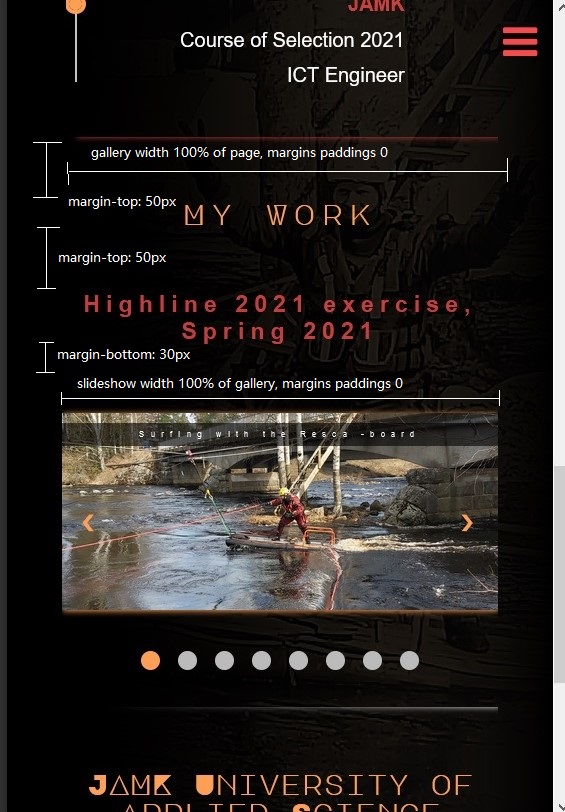 JAMK
Course of Selection 2021
ICT Engineer
gallery width 100% of page, margins paddings 0
margin-top: 50px
MY WORK
margin-top: 50px
Highline 2021 exercise,
Spring 2021
margin-bottom: 30px
slideshow width 100% of gallery, margins paddings 0
Surfing with the Resca -board
JAMK UNIVERSITY OF
APPLIED SCIENCE